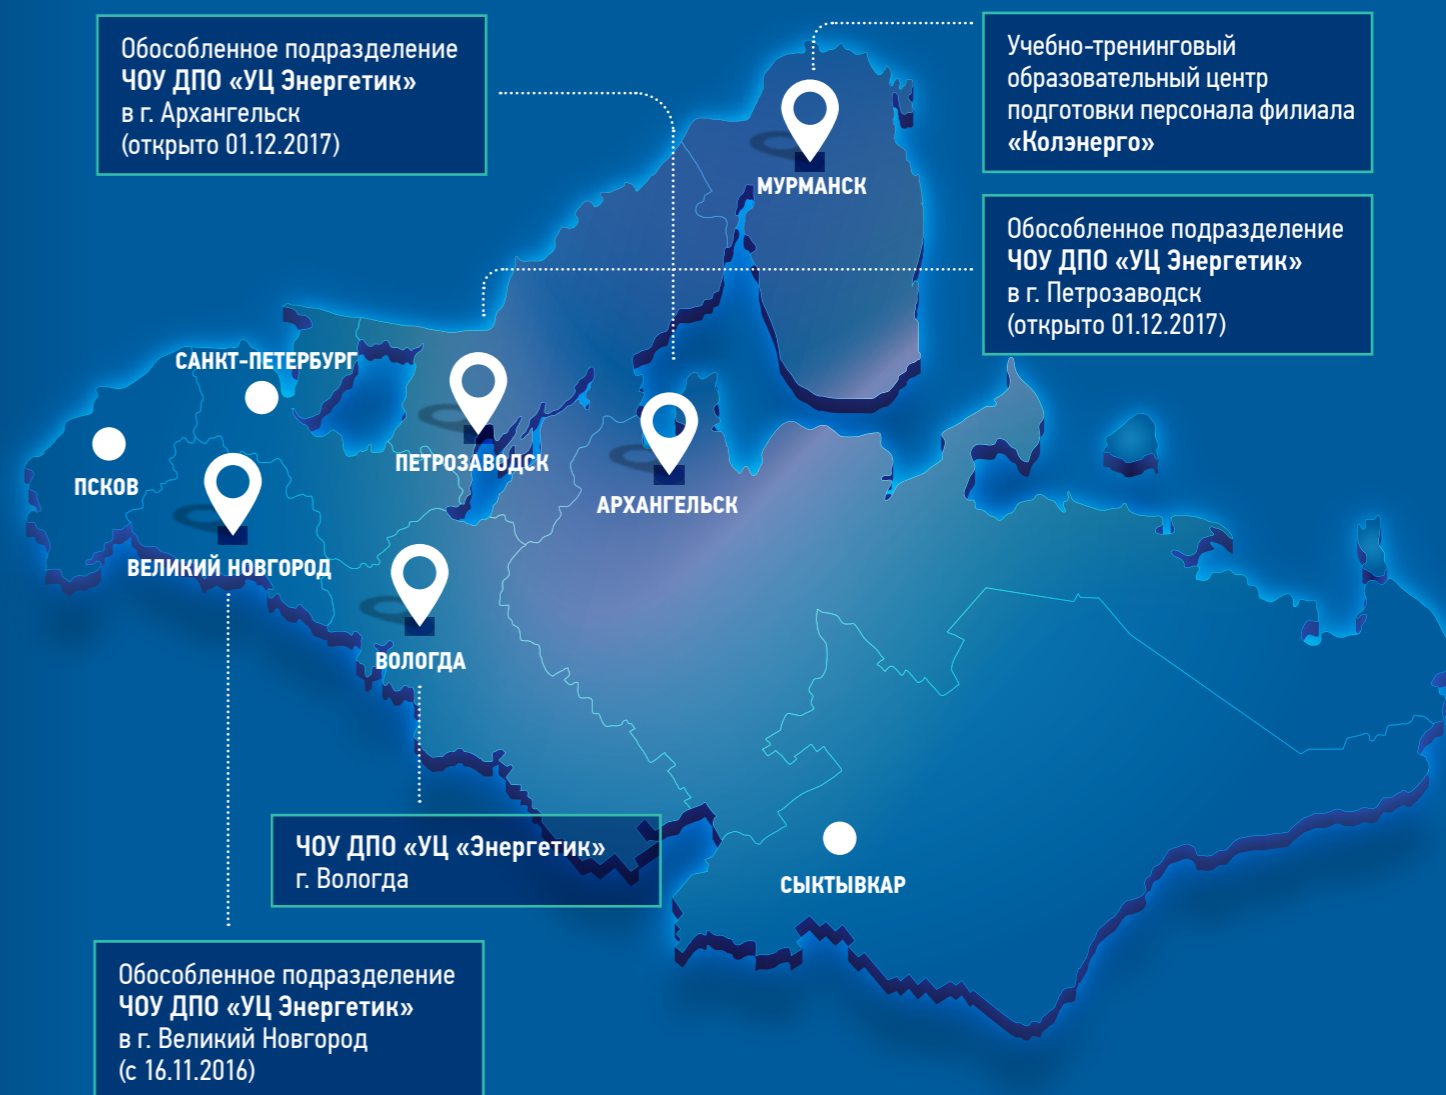 Обособленное подразделение
ЧОУ ДПО «УЦ Энергетик»
в г. Архангельск
(открыто 01.12.2017)
Учебно-тренинговый
образовательный центр
подготовки персонала филиала
«Колэнерго»
МУРМАНСК
Обособленное подразделение
ЧОУ ДПО «УЦ Энергетик»
в г. Петрозаводск
(открыто 01.12.2017)
САНКТ-ПЕТЕРБУРГ
ПЕТРОЗАВОДСК
ПСКОВ
АРХАНГЕЛЬСК
ВЕЛИКИЙ НОВГОРОД
ВОЛОГДА
ЧОУ ДПО «УЦ «Энергетик»
г. Вологда
СЫКТЫВКАР
Обособленное подразделение
ЧОУ ДПО «УЦ Энергетик»
в г. Великий Новгород
(с 16.11.2016)